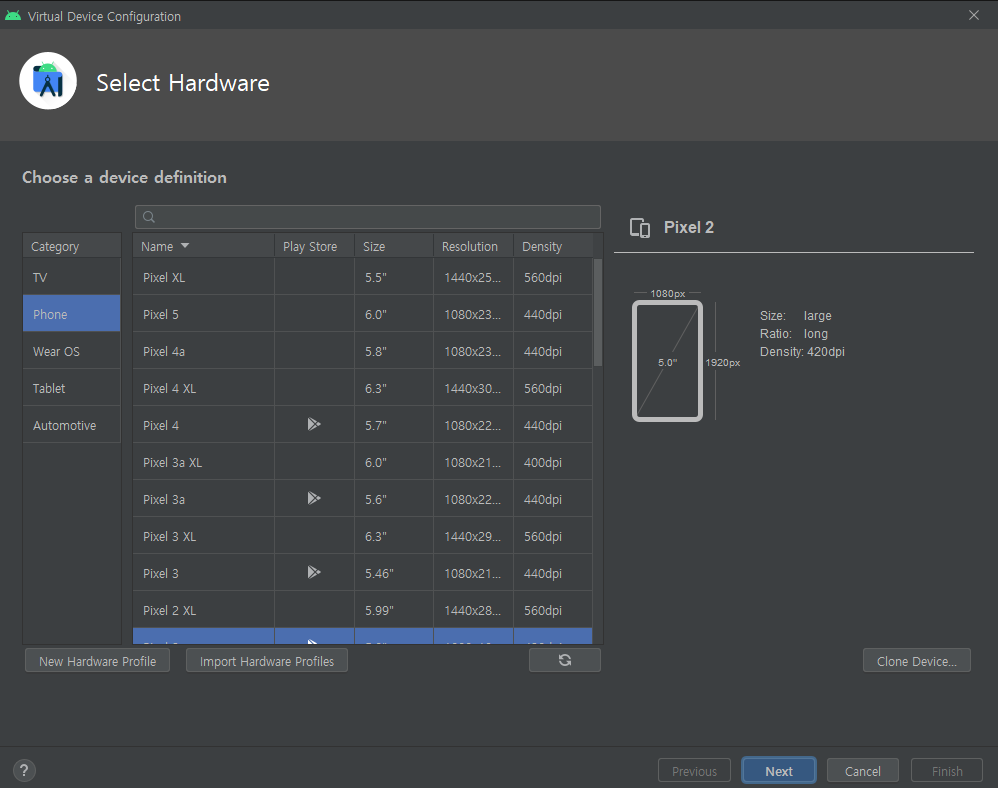 Virtual Device Configuration
Select Hardware
Choose a device definition
Category
TV
Phone
Wear OS
Tablet
Automotive
Name Play Store Size Resolution Density
Pixel XL 5.5" 1440x25... 560dpi
Pixel 5 6.0" 1080x23... 440dpi
Pixel 4a 5.8" 1080x23... 440dpi
Pixel 4 XL 6.3" 1440x30... 560dpi
Pixel 4 5.7" 1080x22... 440dpi
Pixel 3a XL 6.0" 1080x21... 400dpi
Pixel 3a 5.6" 1080x22... 440dpi
Pixel 3 XL 6.3" 1440x29... 560dpi
Pixel 3 5.46" 1080x21... 440dpi
Pixel 2 XL 5.99" 1440x28... 560dpi
Pixel 2
1080px
5.0"
1920px
Size: large
Ratio: long
Density: 420dpi
New Hardware Profile
Import Hardware Profiles
Clone Device...
?
Previous
Next
Cancel
Finish